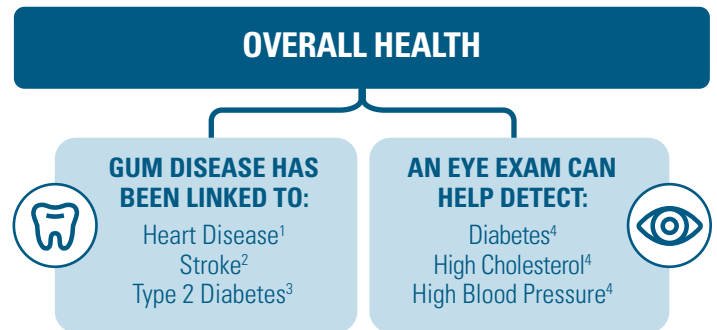 OVERALL HEALTH
GUM DISEASE HAS
BEEN LINKED TO:
Heart Disease¹
Stroke²
Type 2 Diabetes³
AN EYE EXAM CAN
HELP DETECT:
Diabetes⁴
High Cholesterol⁴
High Blood Pressure⁴